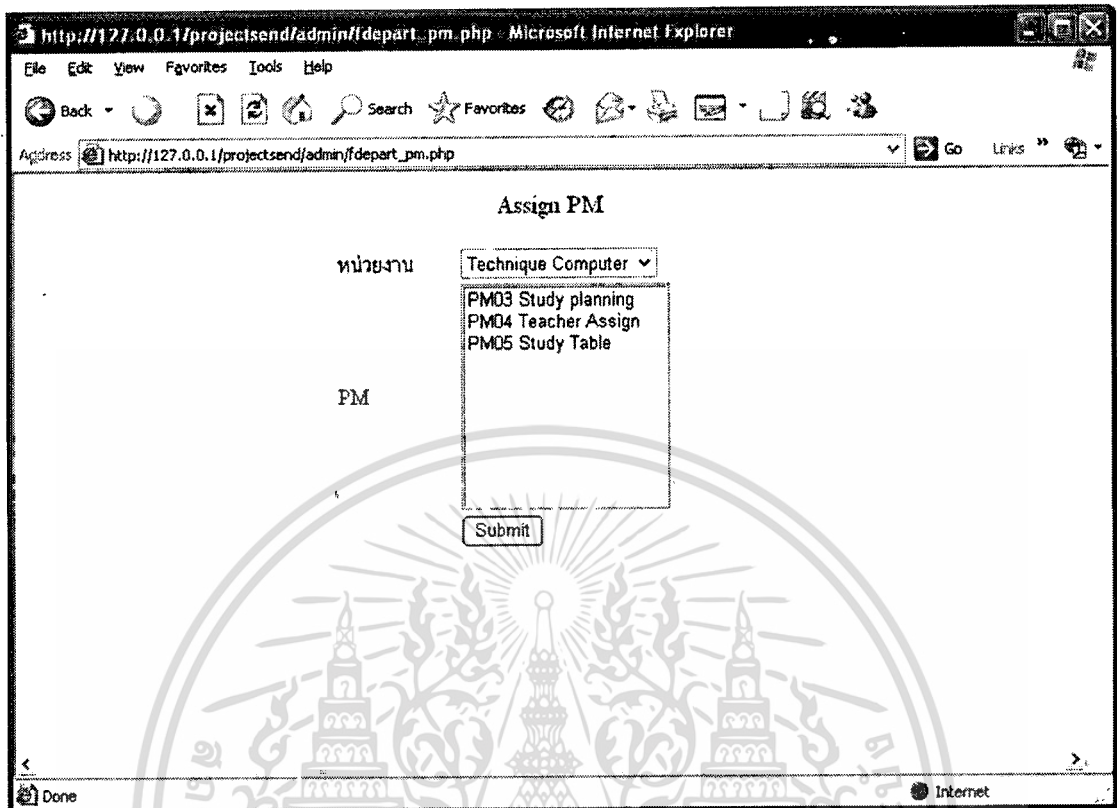 http://127.0.0.1/projectsend/admin/fdepart_pm.php - Microsoft Internet Explorer
File Edit View Favorites Tools Help
Back Search Favorites
Address http://127.0.0.1/projectsend/admin/fdepart_pm.php Go Links »
Assign PM
หน่วยงาน Technique Computer
PM03 Study planning
PM04 Teacher Assign
PM05 Study Table
PM
Submit
Done Internet